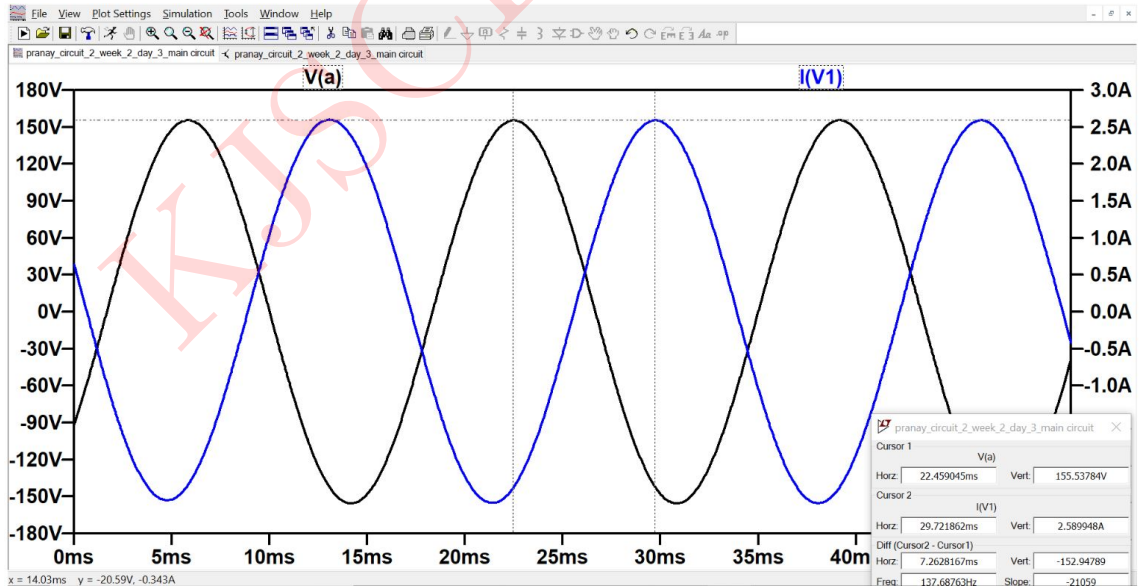 File View Plot Settings Simulation Tools Window Help
pranay_circuit_2_week_2_day_3_main circuit pranay_circuit_2_week_2_day_3_main circuit
V(a) I(V1)
180V 3.0A
150V 2.5A
120V 2.0A
90V 1.5A
60V 1.0A
30V 0.5A
0V 0.0A
-30V -0.5A
-60V -1.0A
-90V
-120V
-150V
-180V
0ms 5ms 10ms 15ms 20ms 25ms 30ms 35ms 40m
KJSC
pranay_circuit_2_week_2_day_3_main circuit
Cursor 1
V(a)
Horz: 22.459045ms Vert: 155.53784V
Cursor 2
I(V1)
Horz: 29.721862ms Vert: 2.589948A
Diff (Cursor2 - Cursor1)
Horz: 7.2628167ms Vert: -152.94789
Freq: 137.68763Hz Slope: -21059
x = 14.03ms y = -20.59V, -0.343A